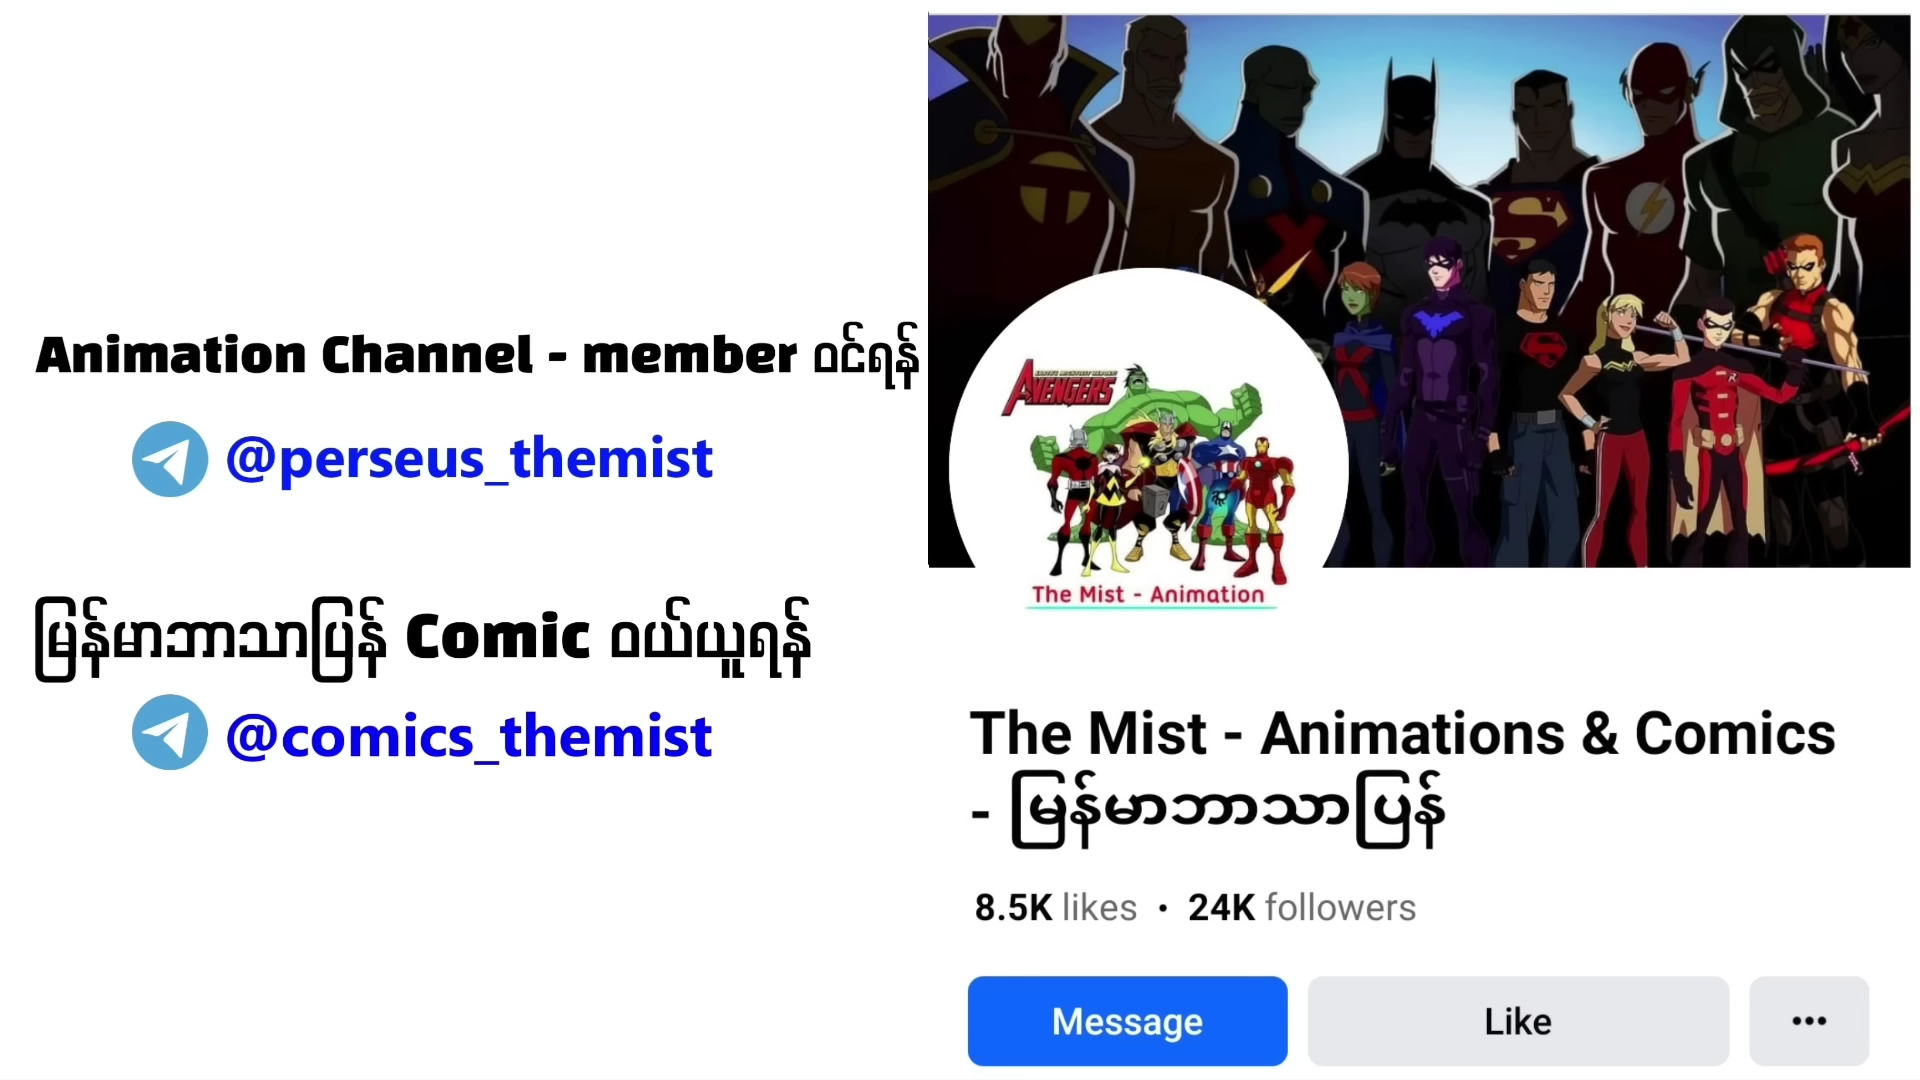 Animation Channel - member ဝင်ရန်
@perseus_themist
မြန်မာဘာသာပြန် Comic ဝယ်ယူရန်
@comics_themist
AVENGERS
The Mist - Animation
The Mist - Animations & Comics
- မြန်မာဘာသာပြန်
8.5K likes • 24K followers
Message
Like